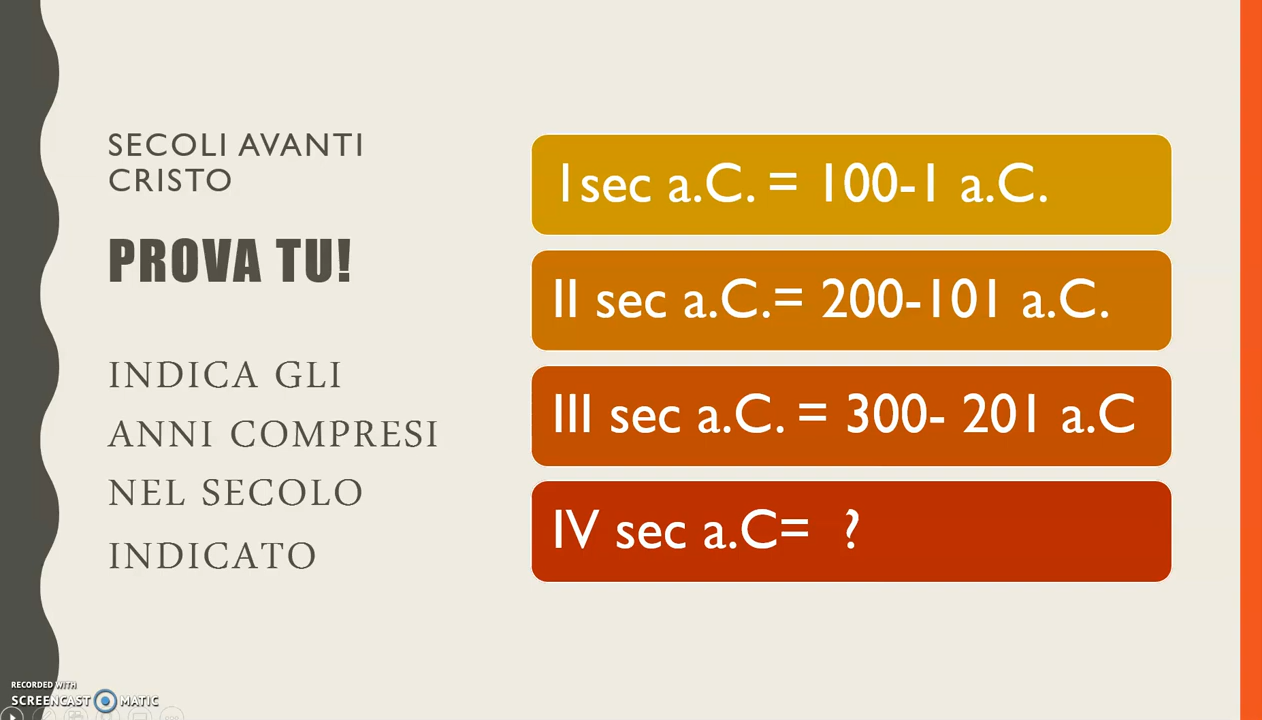 SECOLI AVANTI
CRISTO
PROVA TU!
INDICA GLI
ANNI COMPRESI
NEL SECOLO
INDICATO
I sec a.C. = 100-1 a.C.
II sec a.C.= 200-101 a.C.
III sec a.C. = 300- 201 a.C
IV sec a.C= ?
RECORDED WITH
SCREENCAST MATIC